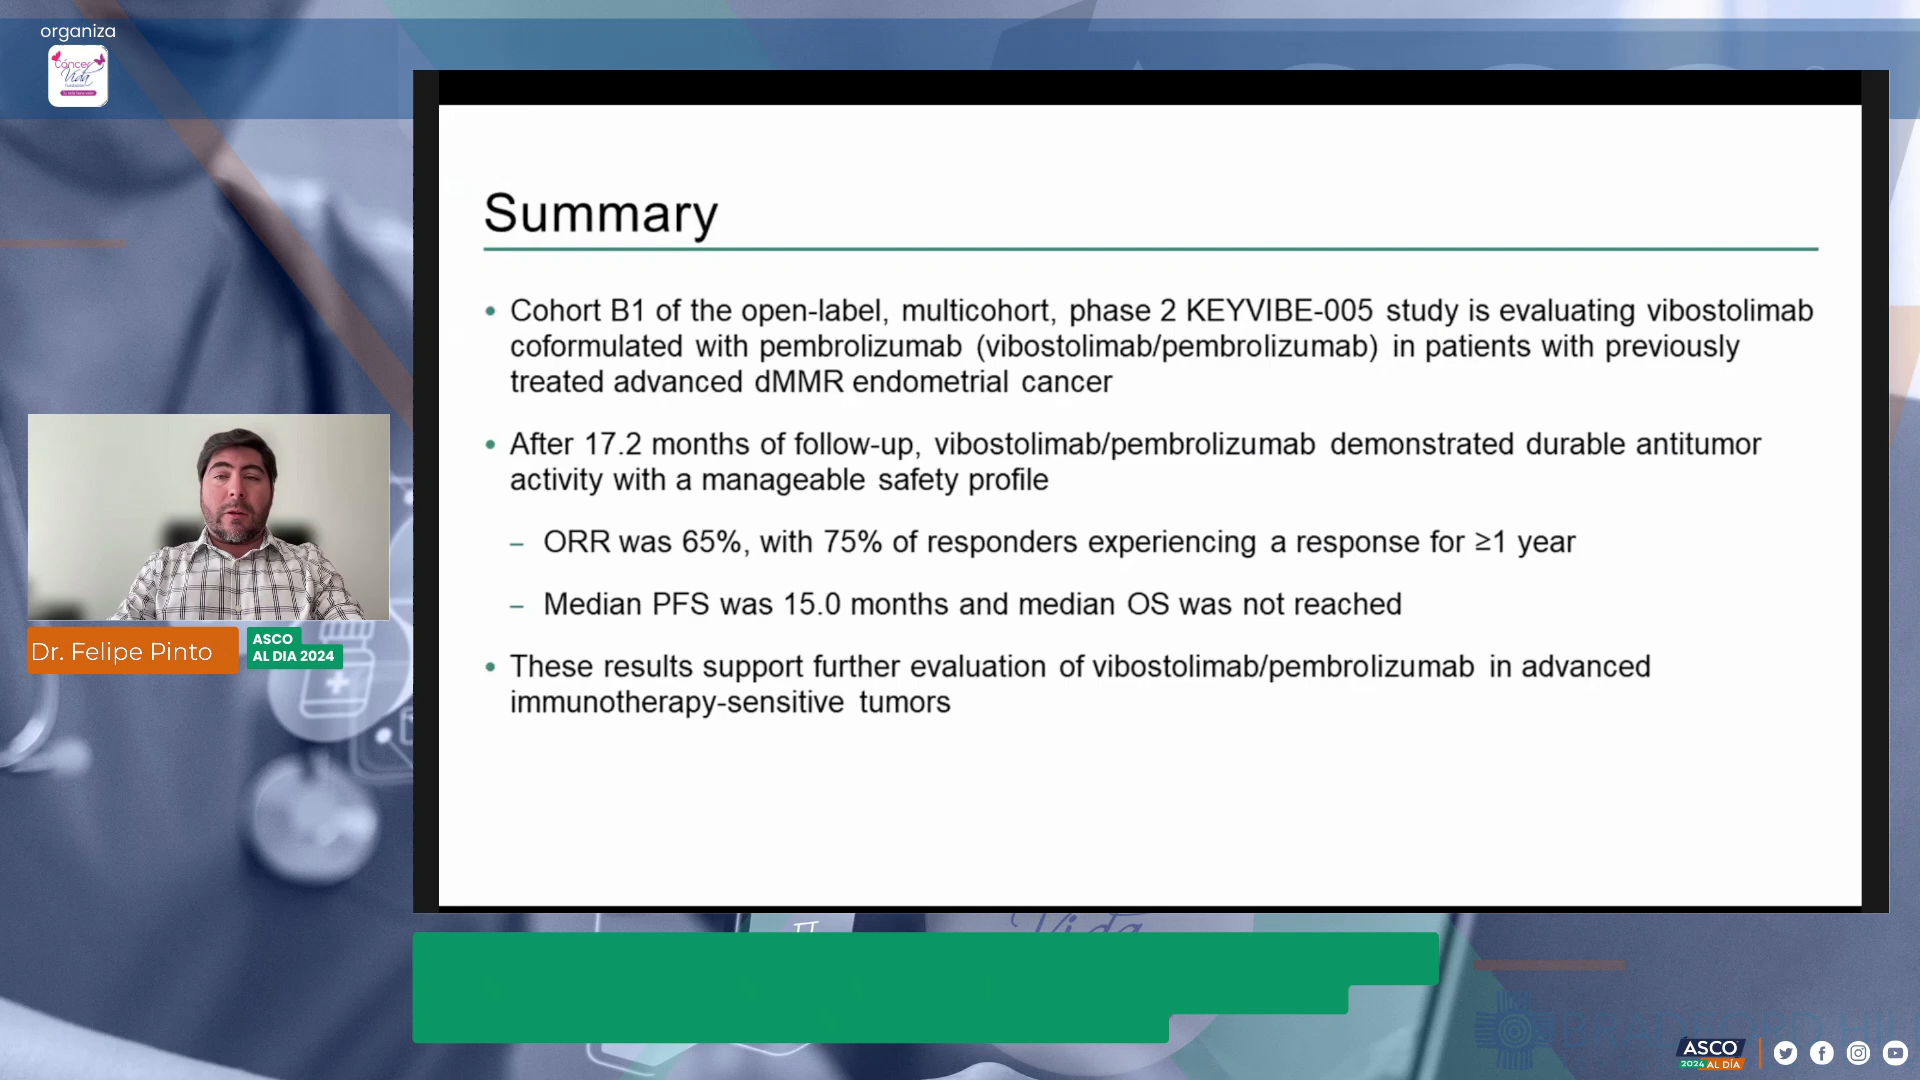 organiza
Cáncer
Vida
Summary
• Cohort B1 of the open-label, multicohort, phase 2 KEYVIBE-005 study is evaluating vibostolimab
coformulated with pembrolizumab (vibostolimab/pembrolizumab) in patients with previously
treated advanced dMMR endometrial cancer
• After 17.2 months of follow-up, vibostolimab/pembrolizumab demonstrated durable antitumor
activity with a manageable safety profile
– ORR was 65%, with 75% of responders experiencing a response for ≥1 year
– Median PFS was 15.0 months and median OS was not reached
• These results support further evaluation of vibostolimab/pembrolizumab in advanced
immunotherapy-sensitive tumors
Dr. Felipe Pinto
ASCO
AL DIA 2024
Vida
BRADFORD HILL
ASCO
2024 AL DÍA